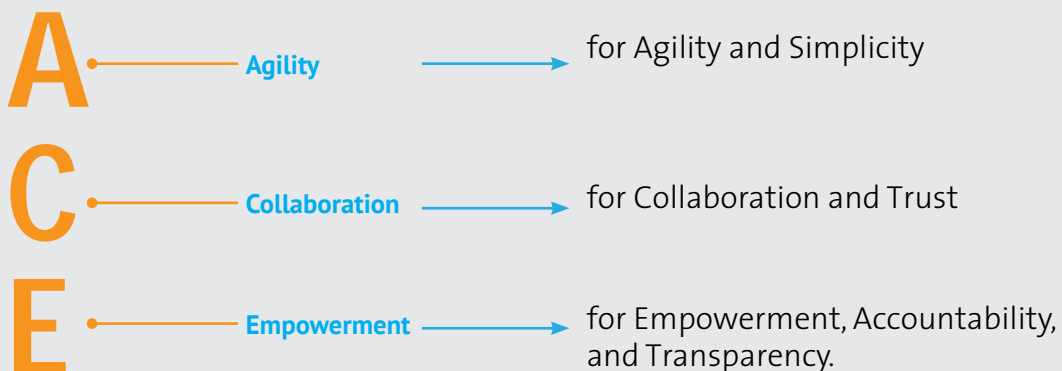 A Agility for Agility and Simplicity
C Collaboration for Collaboration and Trust
E Empowerment for Empowerment, Accountability,
and Transparency.